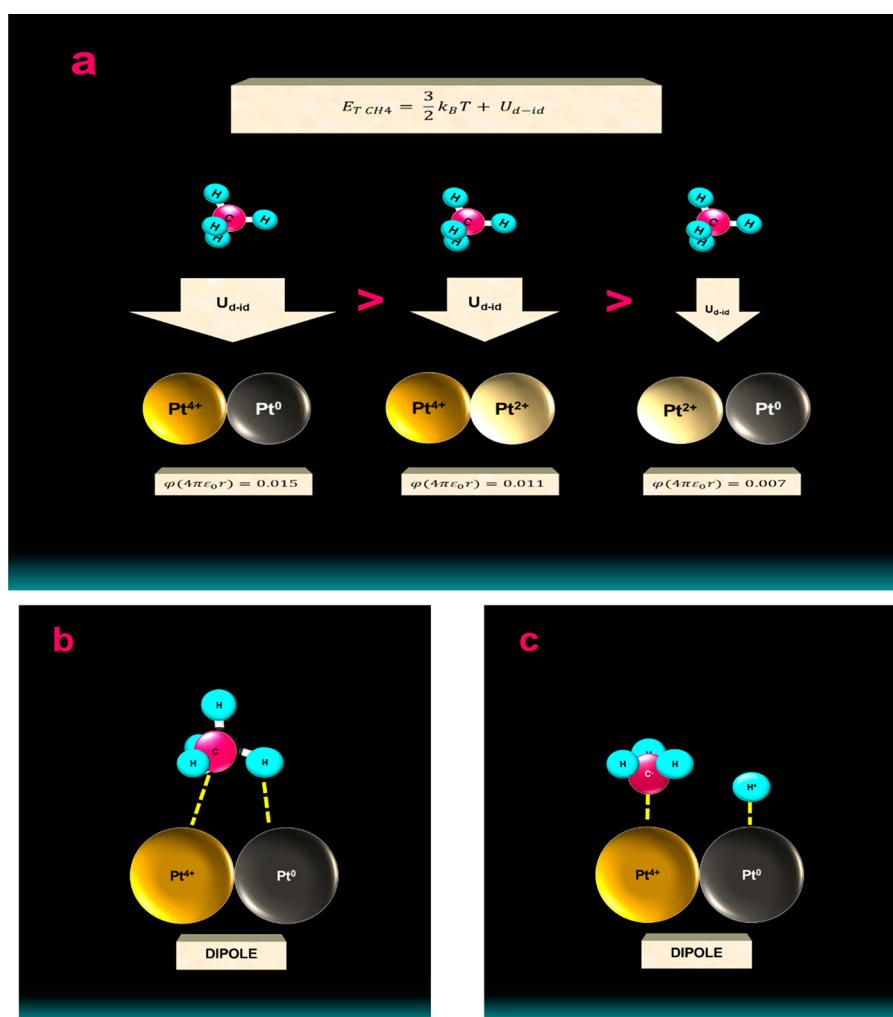 a
E_{T CH4} = \frac{3}{2} k_B T + U_{d-id}
H
C H
H
H
H
C H
H
H
H
C H
H
H
U_{d-id} > U_{d-id} > U_{d-id}
Pt⁴⁺ Pt⁰ Pt⁴⁺ Pt²⁺ Pt²⁺ Pt⁰
φ(4πε₀r) = 0.015 φ(4πε₀r) = 0.011 φ(4πε₀r) = 0.007
b
H
C
H H
Pt⁴⁺ Pt⁰
DIPOLE
c
H H
C⁻
H⁺
Pt⁴⁺ Pt⁰
DIPOLE